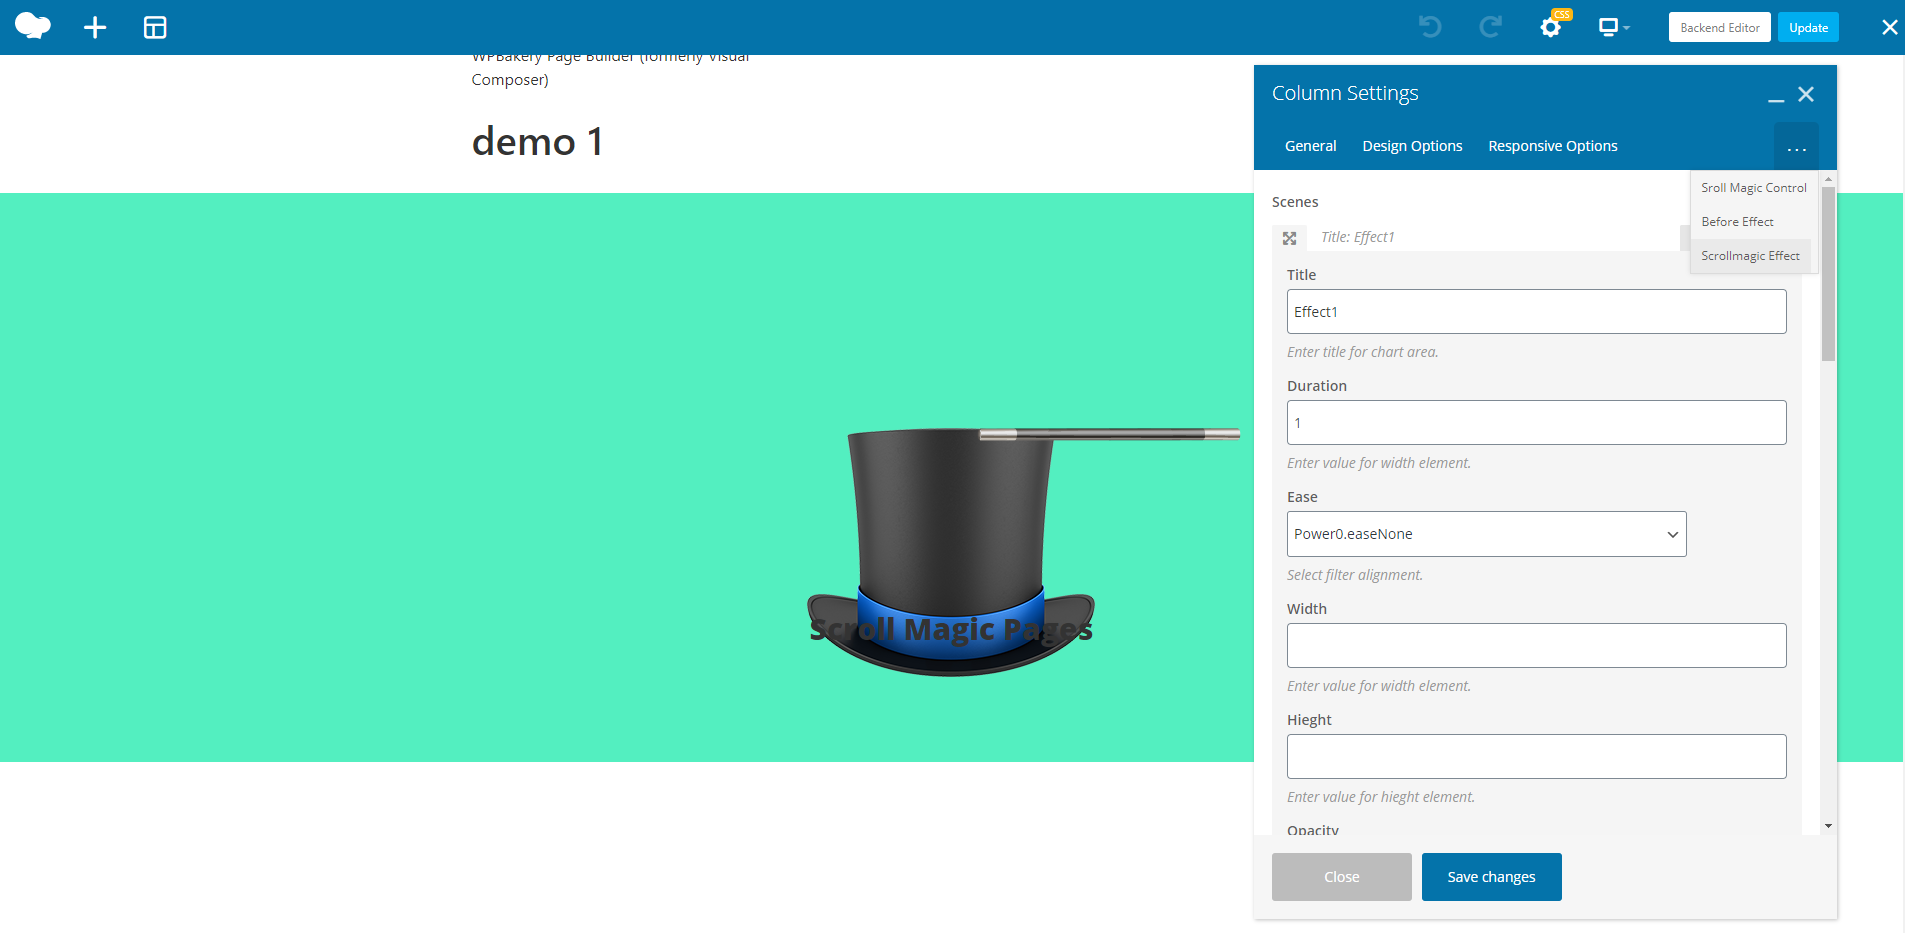 CSS
Backend Editor
Update
WPBakery Page Builder (formerly Visual
Composer)
demo 1
Scroll Magic Pages
Column Settings
General
Design Options
Responsive Options
...
Sroll Magic Control
Before Effect
Scrollmagic Effect
Scenes
Title: Effect1
Title
Effect1
Enter title for chart area.
Duration
1
Enter value for width element.
Ease
Power0.easeNone
Select filter alignment.
Width
Enter value for width element.
Hieght
Enter value for hieght element.
Opacity
Close
Save changes